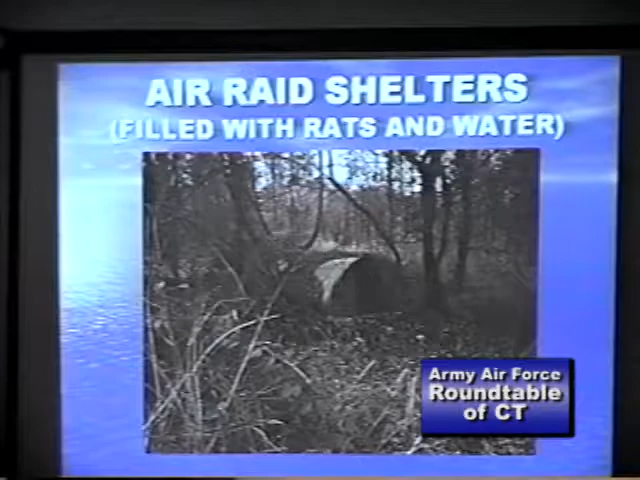 AIR RAID SHELTERS
(FILLED WITH RATS AND WATER)
Army Air Force
Roundtable
of CT